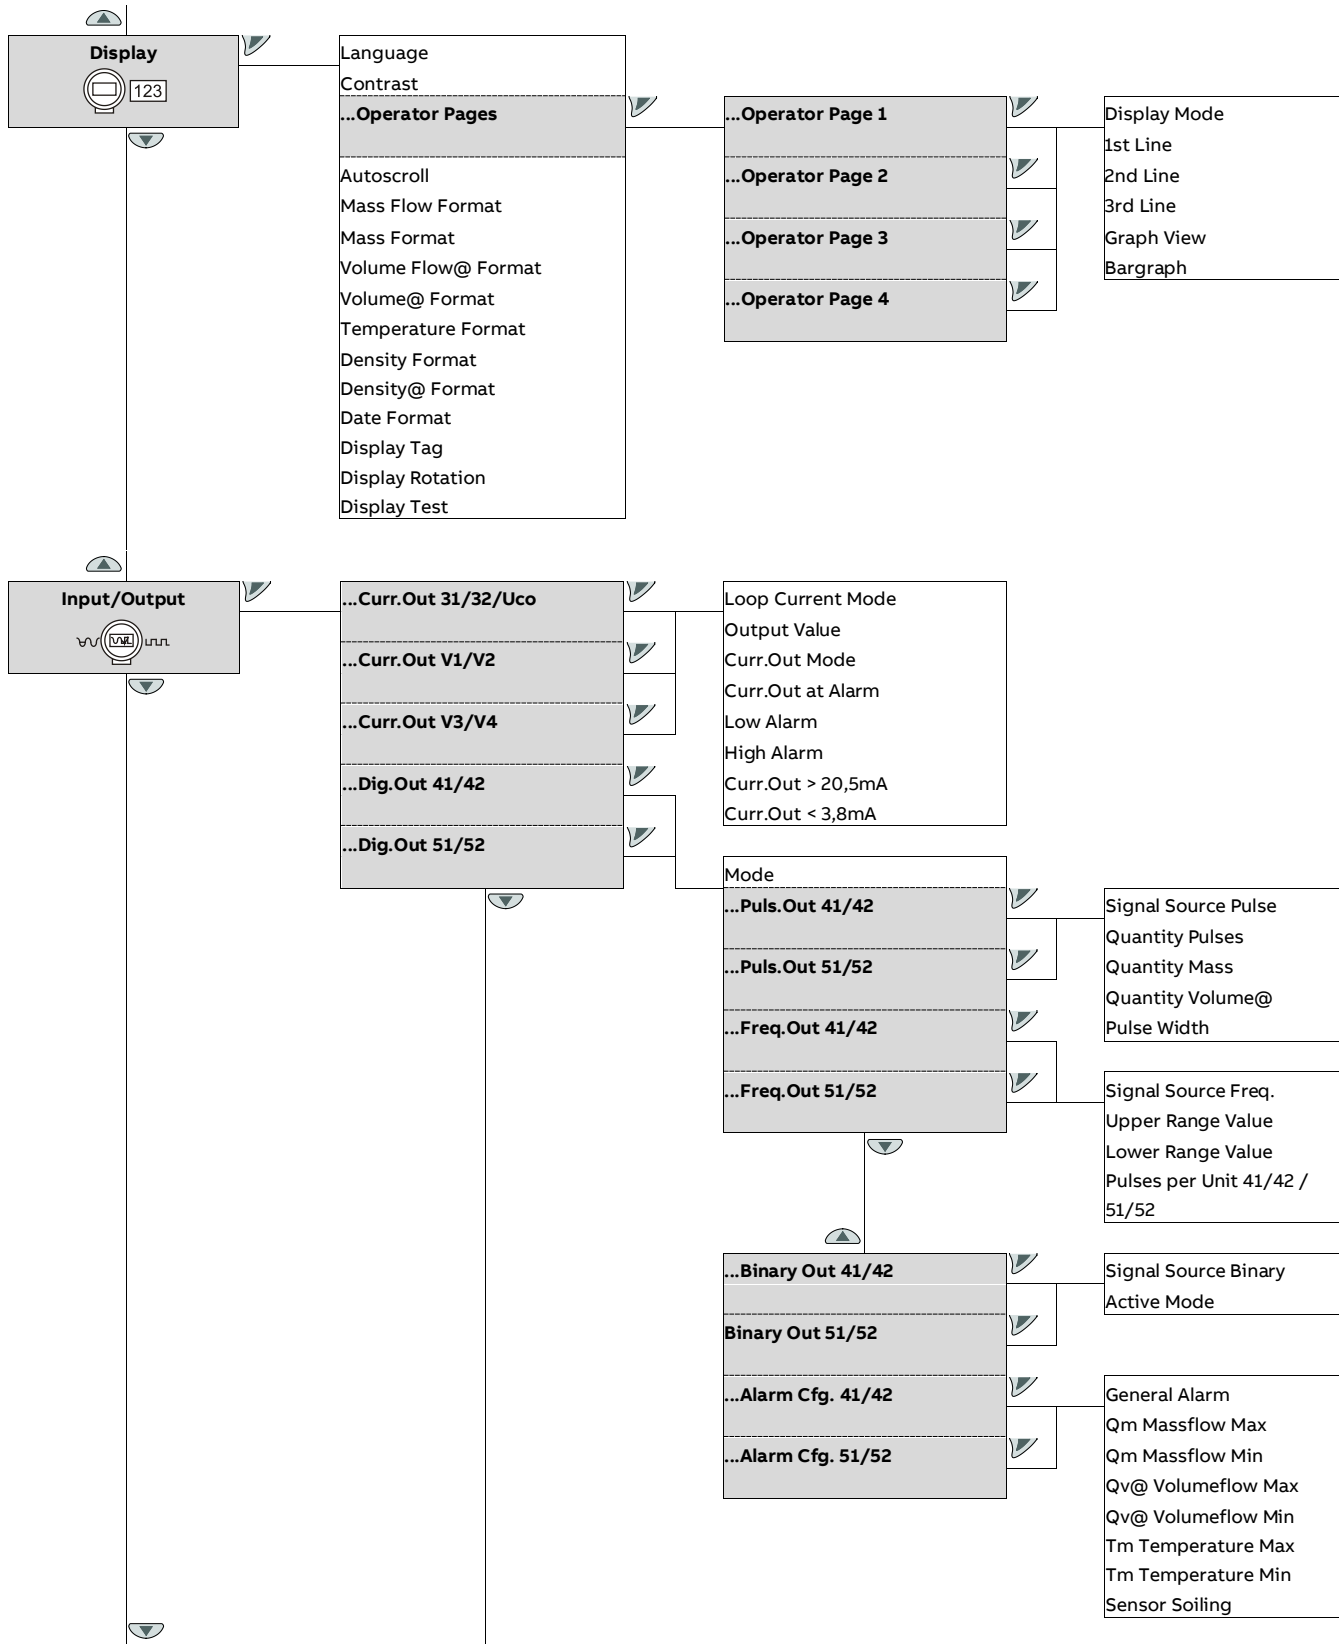 Display
123
Language
Contrast
...Operator Pages
Autoscroll
Mass Flow Format
Mass Format
Volume Flow@ Format
Volume@ Format
Temperature Format
Density Format
Density@ Format
Date Format
Display Tag
Display Rotation
Display Test
...Operator Page 1
...Operator Page 2
...Operator Page 3
...Operator Page 4
Display Mode
1st Line
2nd Line
3rd Line
Graph View
Bargraph
Input/Output
...Curr.Out 31/32/Uco
...Curr.Out V1/V2
...Curr.Out V3/V4
...Dig.Out 41/42
...Dig.Out 51/52
Loop Current Mode
Output Value
Curr.Out Mode
Curr.Out at Alarm
Low Alarm
High Alarm
Curr.Out > 20,5mA
Curr.Out < 3,8mA
Mode
...Puls.Out 41/42
...Puls.Out 51/52
...Freq.Out 41/42
...Freq.Out 51/52
Signal Source Pulse
Quantity Pulses
Quantity Mass
Quantity Volume@
Pulse Width
Signal Source Freq.
Upper Range Value
Lower Range Value
Pulses per Unit 41/42 /
51/52
...Binary Out 41/42
Binary Out 51/52
...Alarm Cfg. 41/42
...Alarm Cfg. 51/52
Signal Source Binary
Active Mode
General Alarm
Qm Massflow Max
Qm Massflow Min
Qv@ Volumeflow Max
Qv@ Volumeflow Min
Tm Temperature Max
Tm Temperature Min
Sensor Soiling